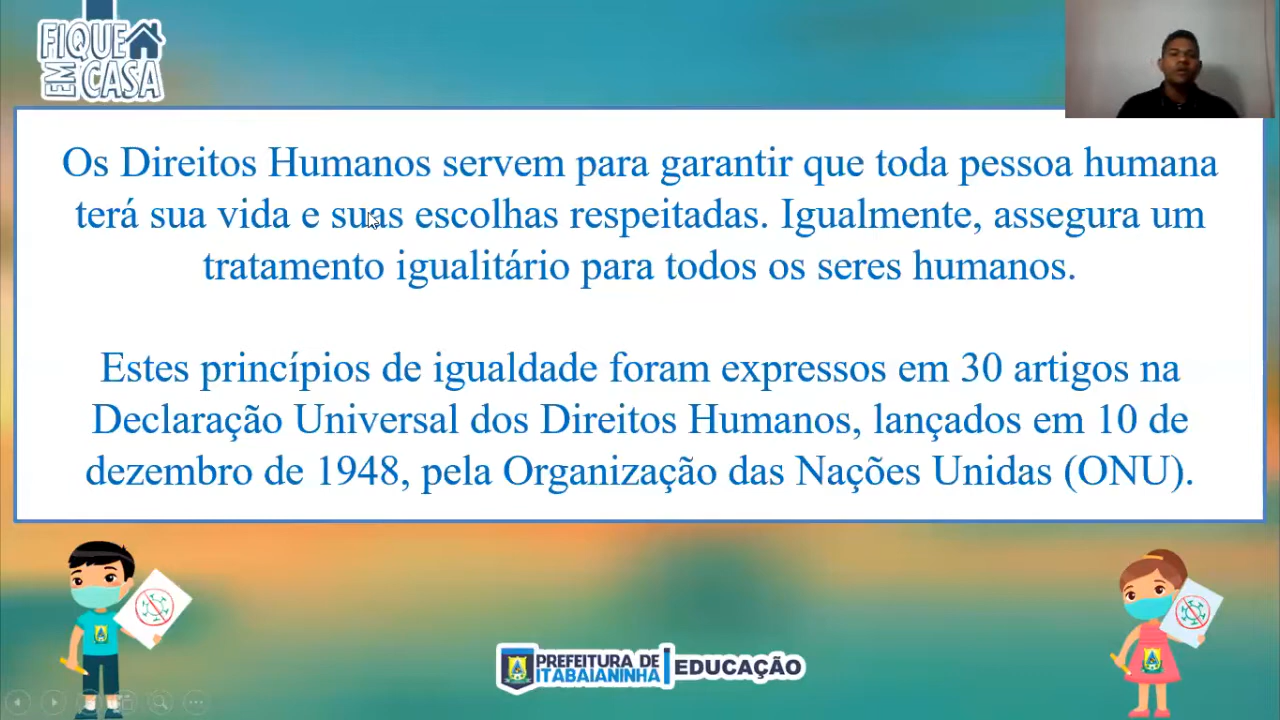 FIQUE
EM CASA
Os Direitos Humanos servem para garantir que toda pessoa humana
terá sua vida e suas escolhas respeitadas. Igualmente, assegura um
tratamento igualitário para todos os seres humanos.
Estes princípios de igualdade foram expressos em 30 artigos na
Declaração Universal dos Direitos Humanos, lançados em 10 de
dezembro de 1948, pela Organização das Nações Unidas (ONU).
PREFEITURA DE
ITABAIANINHA
EDUCAÇÃO